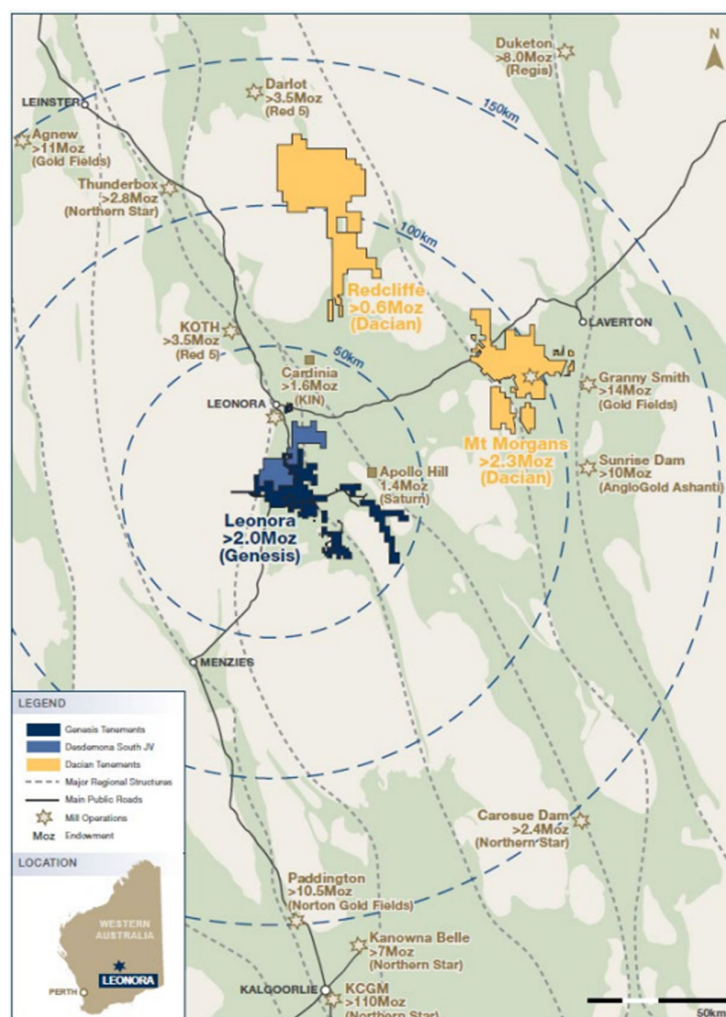 N
Duketon
>8.0Moz
(Regis)
Darlot
>3.5Moz
(Red 5)
LEINSTER
150km
Agnew
>11Moz
(Gold Fields)
Thunderbox
>2.8Moz
(Northern Star)
100km
Redcliffe
>0.6Moz
(Dacian)
KOTH
>3.5Moz
(Red 5)
LAVERTON
50km
Cardinia
>1.6Moz
(KIN)
LEONORA
Granny Smith
>14Moz
(Gold Fields)
Mt Morgans
>2.3Moz
(Dacian)
Sunrise Dam
>10Moz
(AngloGold Ashanti)
Apollo Hill
1.4Moz
(Saturn)
Leonora
>2.0Moz
(Genesis)
MENZIES
LEGEND
Genesis Tenements
Desdemona South JV
Dacian Tenements
Major Regional Structures
Main Public Roads
Mill Operations
Moz Endowment
LOCATION
WESTERN
AUSTRALIA
LEONORA
PERTH
Carosue Dam
>2.4Moz
(Northern Star)
Paddington
>10.5Moz
(Norton Gold Fields)
Kanowna Belle
>7Moz
(Northern Star)
KALGOORLIE
KCGM
>110Moz
(Northern Star)
50km